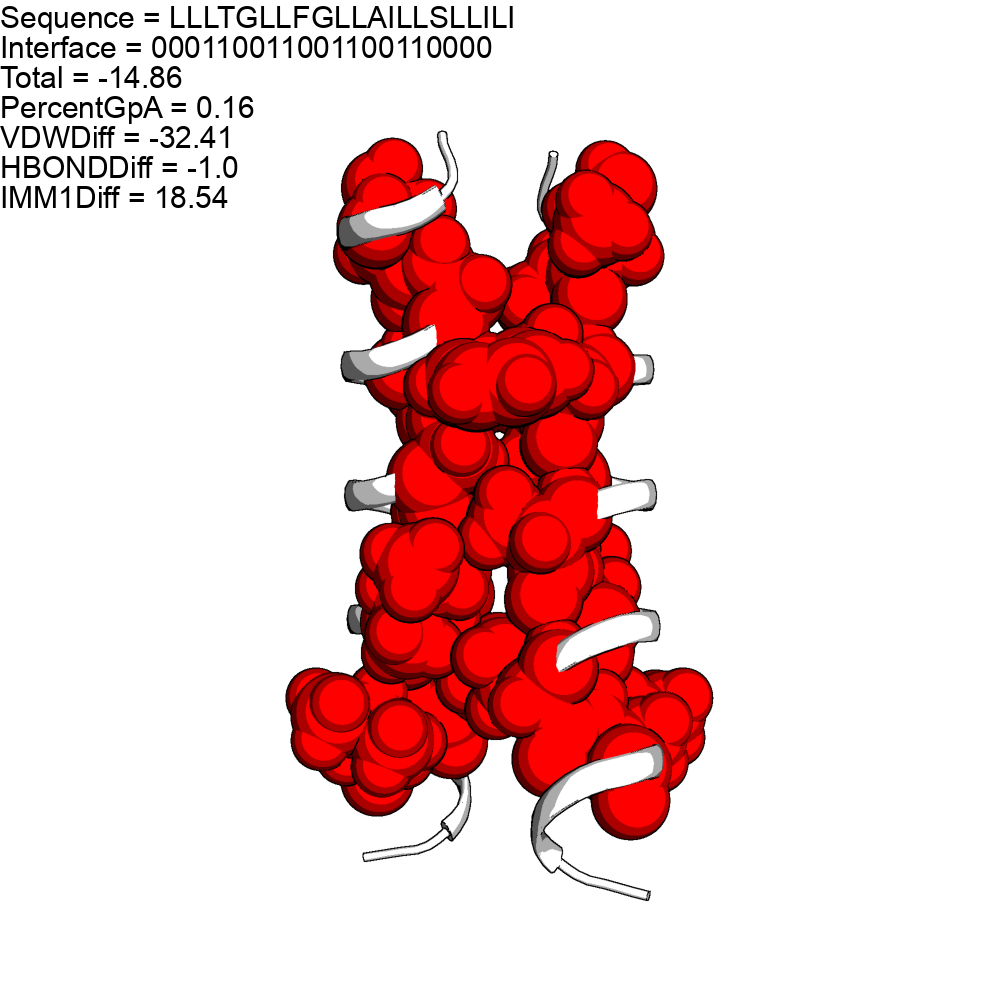 Sequence = LLLTGLLFGLLAILLSLLILI
Interface = 000110011001100110000
Total = -14.86
PercentGpA = 0.16
VDWDiff = -32.41
HBONDDiff = -1.0
IMM1Diff = 18.54